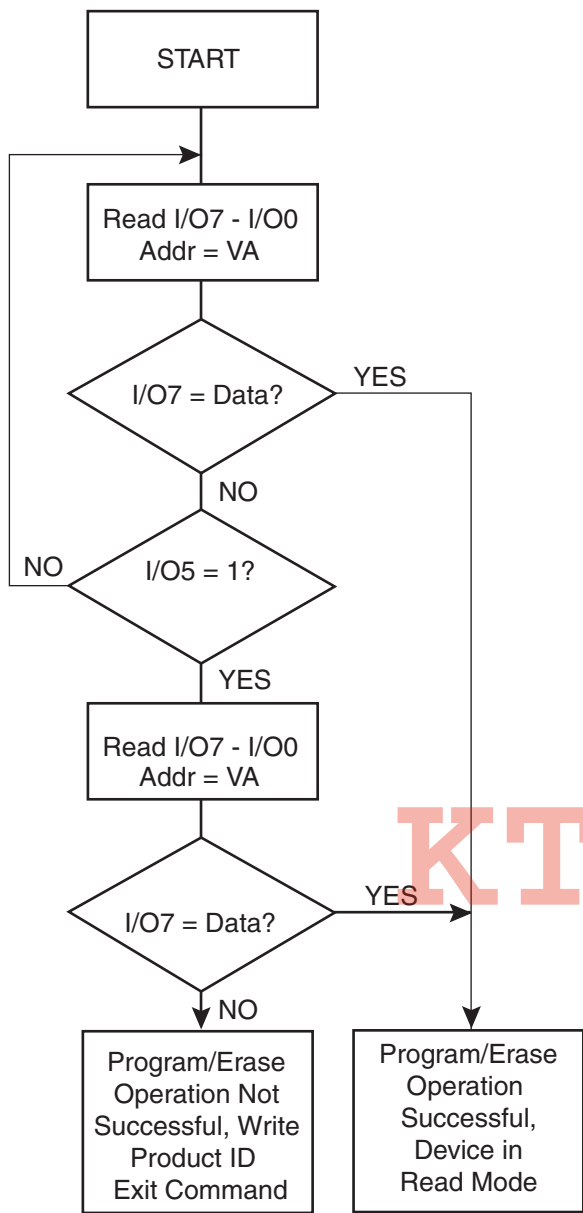 START
Read I/O7 - I/O0
Addr = VA
I/O7 = Data?
YES
NO
I/O5 = 1?
NO
YES
Read I/O7 - I/O0
Addr = VA
KT
I/O7 = Data?
YES
NO
Program/Erase
Operation Not
Successful, Write
Product ID
Exit Command
Program/Erase
Operation
Successful,
Device in
Read Mode